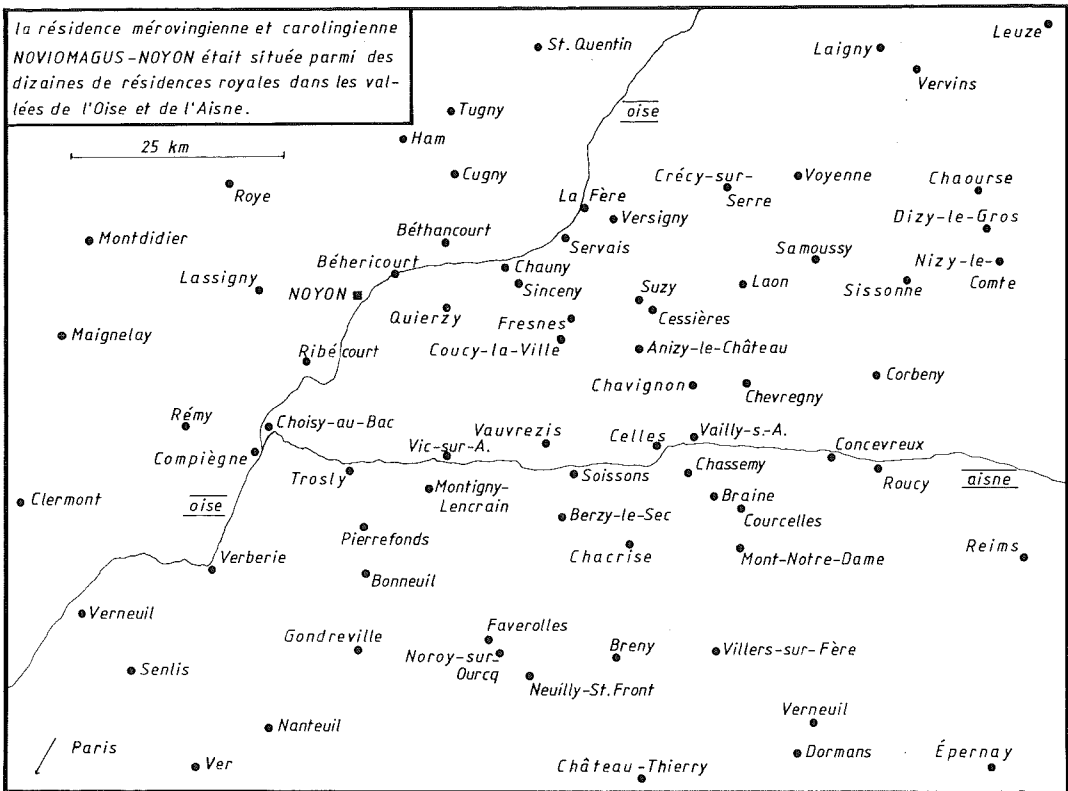 la résidence mérovingienne et carolingienne
NOVIOMAGUS-NOYON était située parmi des
dizaines de résidences royales dans les val-
lées de l'Oise et de l'Aisne.
25 km
St. Quentin
Laigny
Leuze
Vervins
Tugny
oise
Ham
Cugny
Roye
La Fère
Crécy-sur-
Serre
Voyenne
Chaourse
Versigny
Dizy-le-Gros
Montdidier
Béthancourt
Servais
Samoussy
Nizy-le-
Comte
Béhericourt
Chauny
Lassigny
NOYON
Sinceny
Suzy
Laon
Sissonne
Quierzy
Fresnes
Cessières
Maignelay
Coucy-la-Ville
Anizy-le-Château
Ribécourt
Chavignon
Chevregny
Corbeny
Rémy
Choisy-au-Bac
Vauvrezis
Celles
Vailly-s.-A.
Compiègne
Vic-sur-A.
Concevreux
Trosly
Soissons
Chassemy
Roucy
aisne
Clermont
oise
Montigny-
Lencrain
Braine
Courcelles
Berzy-le-Sec
Pierrefonds
Chacrise
Mont-Notre-Dame
Reims
Verberie
Bonneuil
Verneuil
Faverolles
Gondreville
Noroy-sur-
Ourcq
Breny
Villers-sur-Fère
Senlis
Neuilly-St.Front
Nanteuil
Verneuil
Paris
Ver
Dormans
Épernay
Château-Thierry